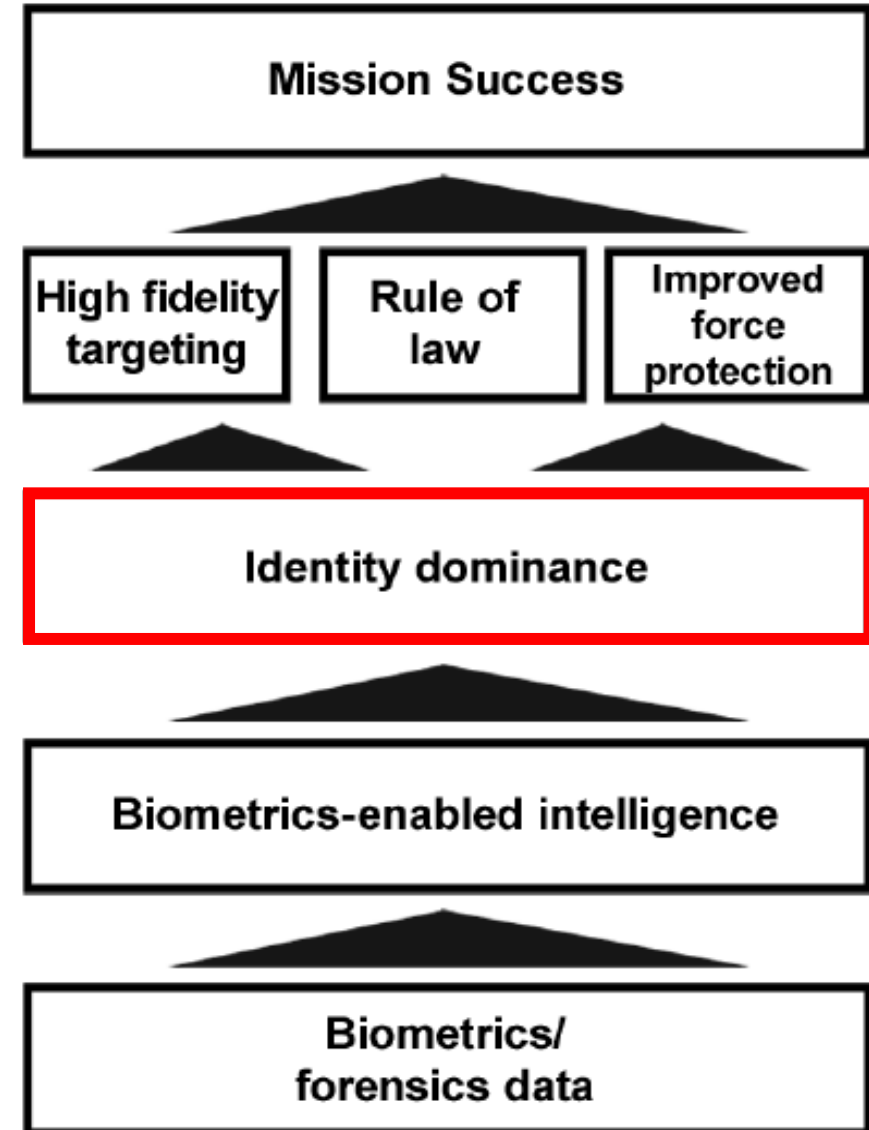 Mission Success
High fidelity
targeting
Rule of
law
Improved
force
protection
Identity dominance
Biometrics-enabled intelligence
Biometrics/
forensics data